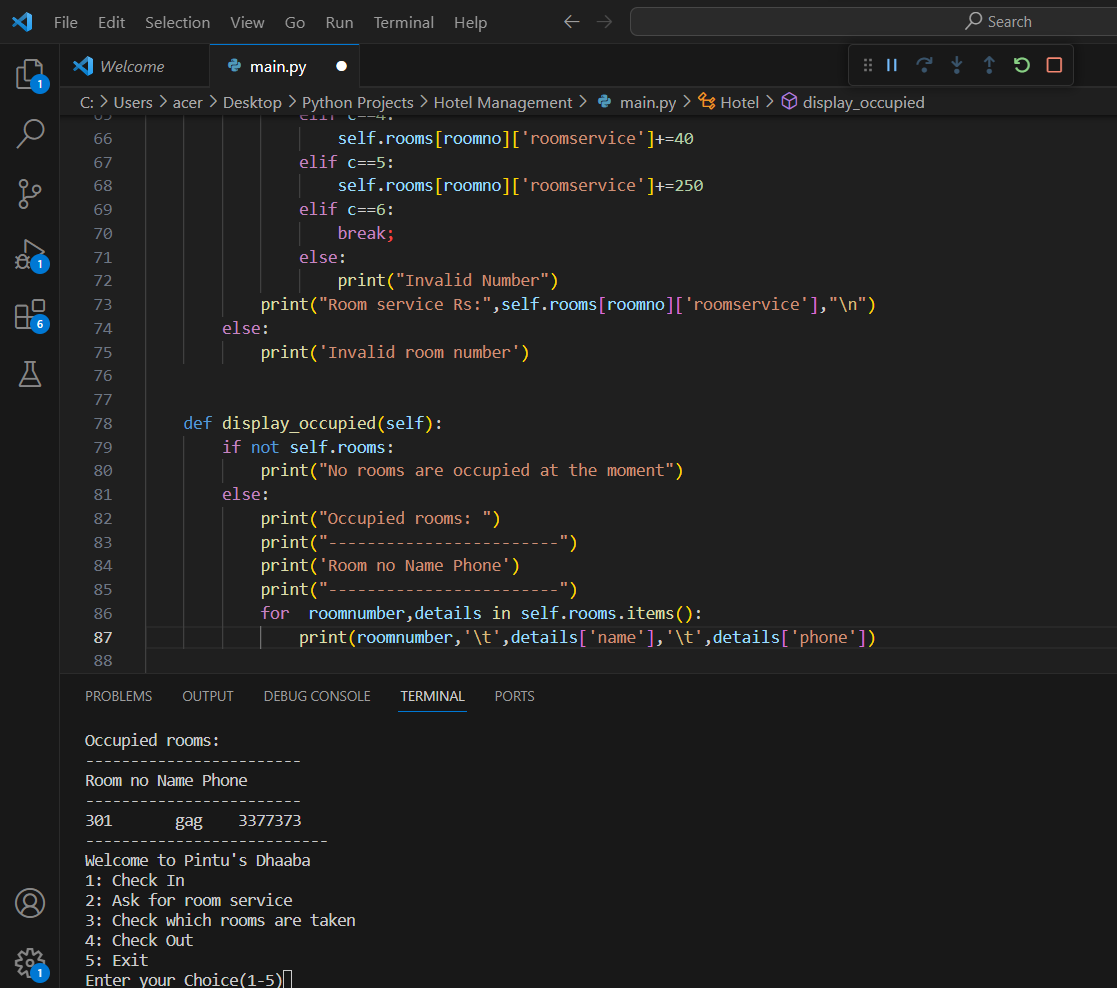 File Edit Selection View Go Run Terminal Help Search
1 Welcome main.py
C: > Users > acer > Desktop > Python Projects > Hotel Management > main.py > Hotel > display_occupied
65 elif c==4:
66 self.rooms[roomno]['roomservice']+=40
67 elif c==5:
68 self.rooms[roomno]['roomservice']+=250
69 elif c==6:
70 break;
71 else:
72 print("Invalid Number")
73 print("Room service Rs:",self.rooms[roomno]['roomservice'],"\n")
74 else:
75 print('Invalid room number')
76
77
78 def display_occupied(self):
79 if not self.rooms:
80 print("No rooms are occupied at the moment")
81 else:
82 print("Occupied rooms: ")
83 print("------------------------")
84 print('Room no Name Phone')
85 print("------------------------")
86 for  roomnumber,details in self.rooms.items():
87 print(roomnumber,'\t',details['name'],'\t',details['phone'])
88
1
6
PROBLEMS OUTPUT DEBUG CONSOLE TERMINAL PORTS
Occupied rooms:
------------------------
Room no Name Phone
------------------------
301 gag 3377373
---------------------------
Welcome to Pintu's Dhaaba
1: Check In
2: Ask for room service
3: Check which rooms are taken
4: Check Out
5: Exit
Enter your Choice(1-5)
1